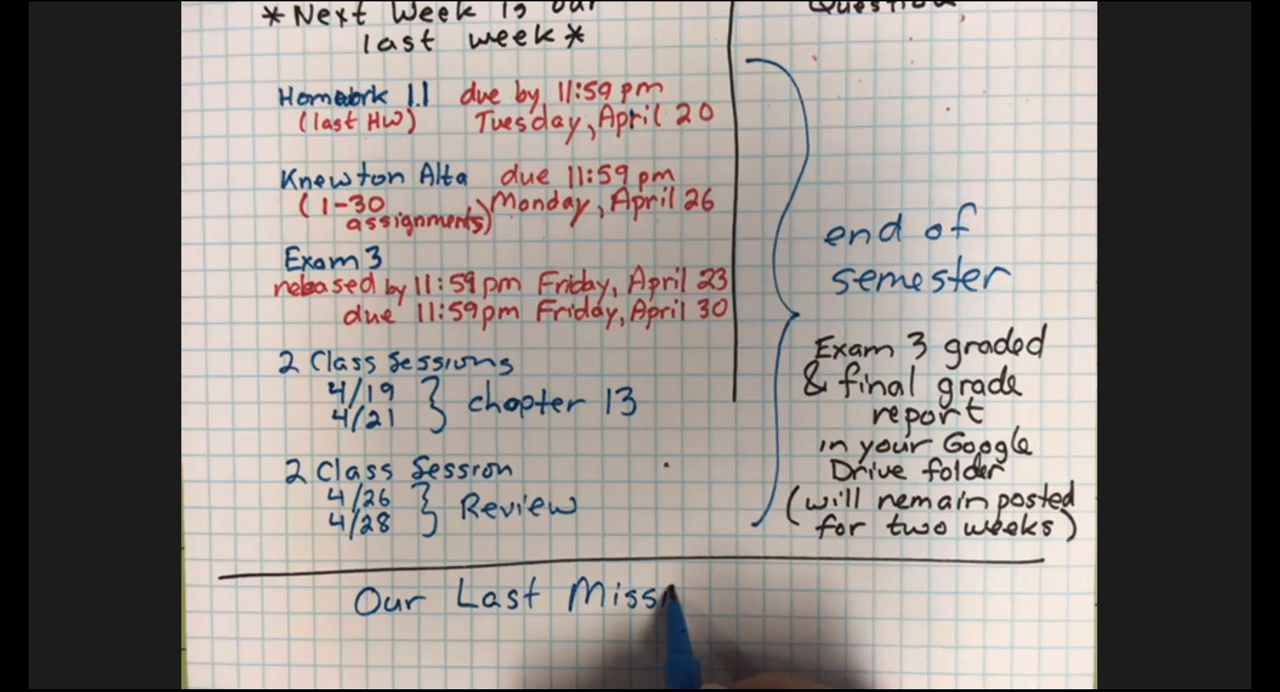 *Next Week is our
last week*
Question
Homework 11 due by 11:59 pm
(last HW) Tuesday, April 20
Knewton Alta due 11:59 pm
(1-30 Monday, April 26
assignments)
Exam 3
released by 11:59 pm Friday, April 23
due 11:59pm Friday, April 30
2 Class Sessions
4/19
4/21
chapter 13
2 Class Session
4/26
4/28
Review
end of
semester
Exam 3 graded
& final grade
report
in your Google
Drive folder
(will remain posted
for two weeks)
Our Last Miss